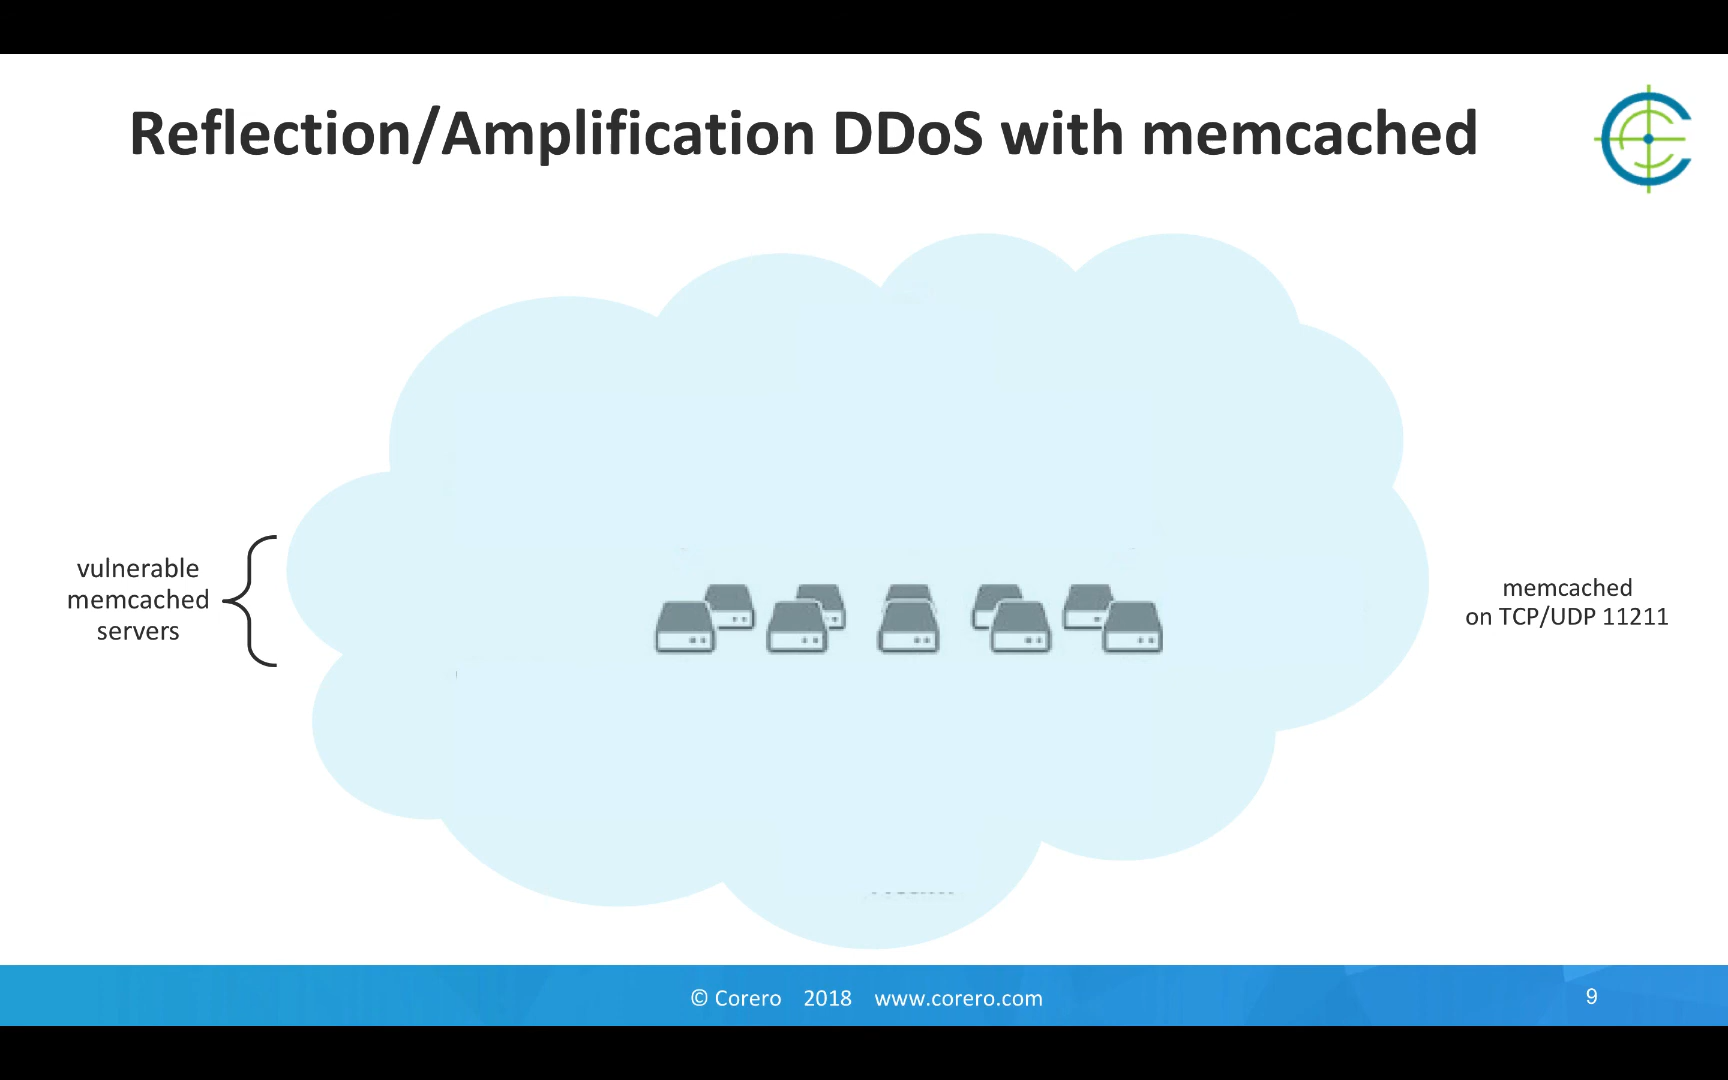 Reflection/Amplification DDoS with memcached
vulnerable
memcached
servers
memcached
on TCP/UDP 11211
© Corero 2018 www.corero.com
9